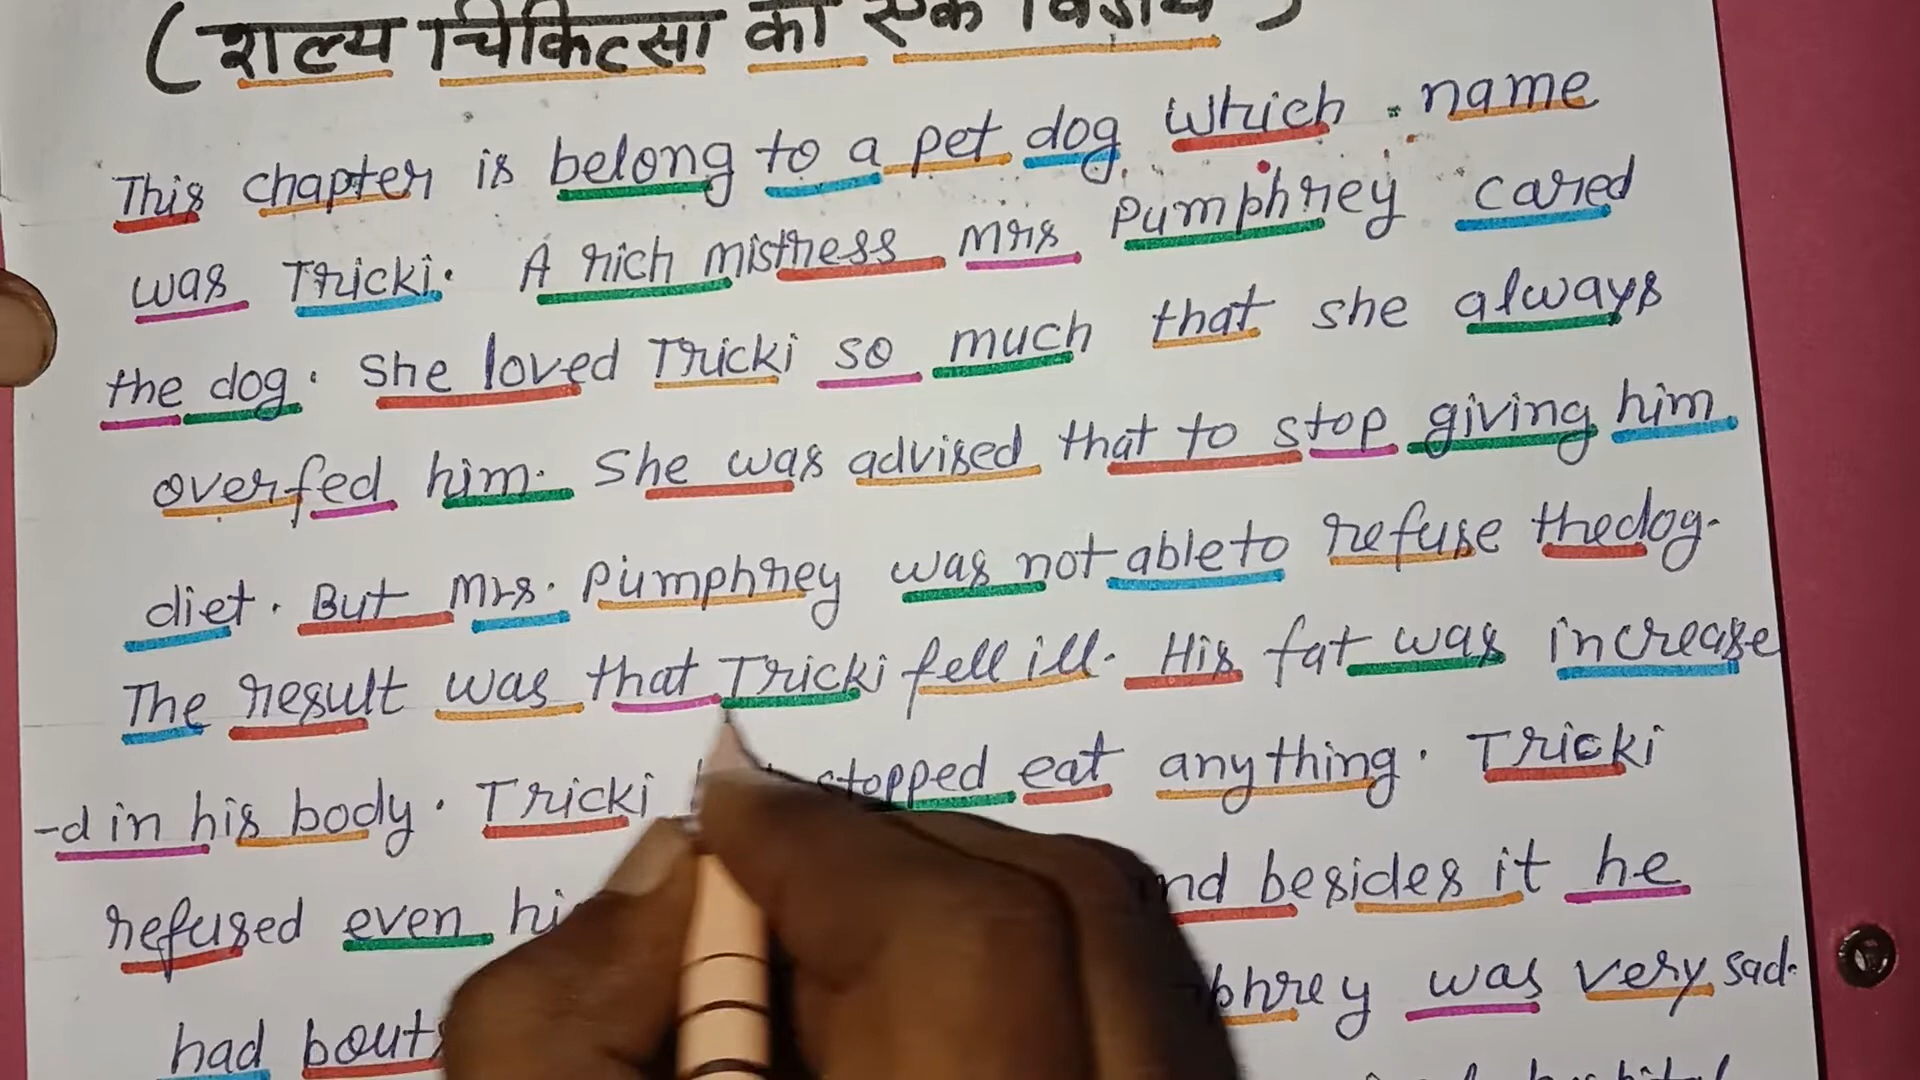 (शल्य चिकित्सा की एक विजय)
This chapter is belong to a pet dog which name
was Tricki. A rich mistress Mrs Pumphrey cared
the dog. She loved Tricki so much that she always
overfed him. She was advised that to stop giving him
diet. But Mrs. Pumphrey was not able to refuse the dog.
The result was that Tricki fell ill. His fat was increase
-d in his body. Tricki stopped eat anything. Tricki
refused even besides it he
had bouts was very sad.